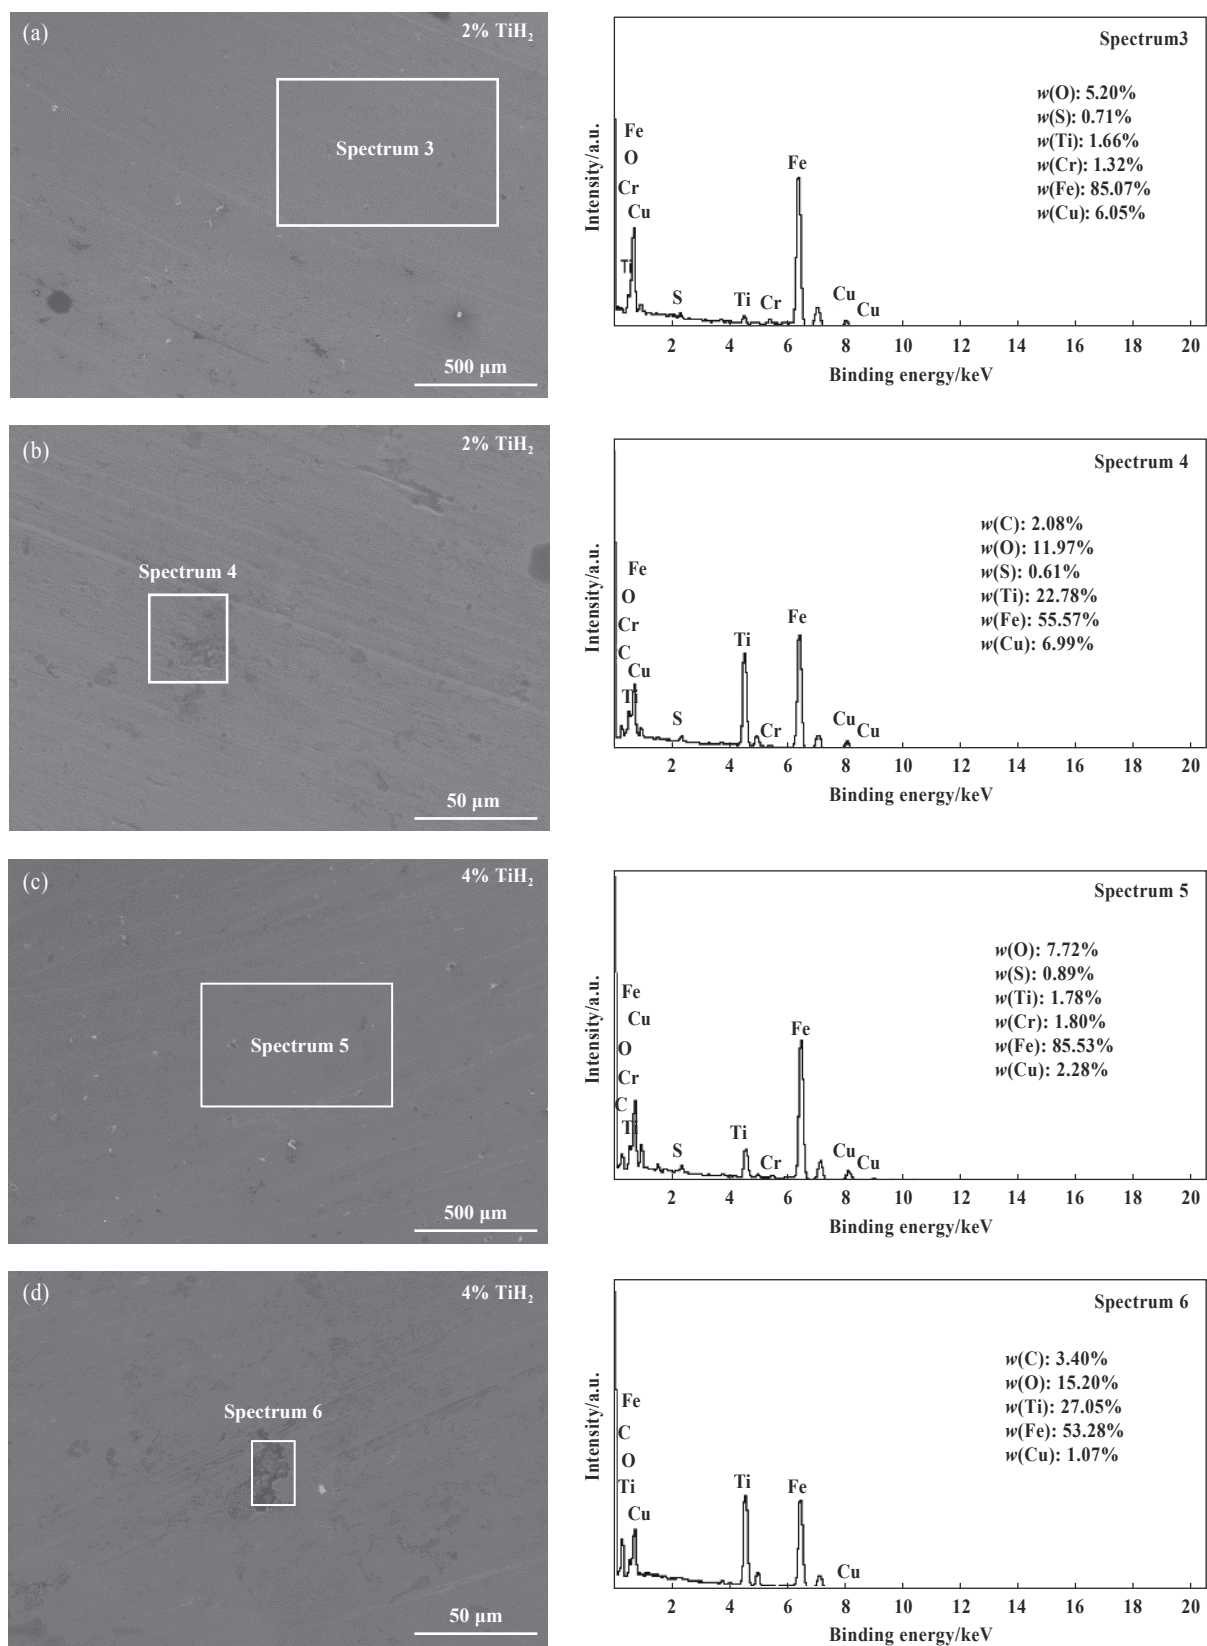 (a)
2% TiH₂
Spectrum 3
500 μm
Spectrum3
w(O): 5.20%
w(S): 0.71%
w(Ti): 1.66%
w(Cr): 1.32%
w(Fe): 85.07%
w(Cu): 6.05%
Intensity/a.u.
Fe
O
Cr
Cu
Ti
S
Ti
Cr
Fe
Cu
Cu
2 4 6 8 10 12 14 16 18 20
Binding energy/keV
(b)
2% TiH₂
Spectrum 4
50 μm
Spectrum 4
w(C): 2.08%
w(O): 11.97%
w(S): 0.61%
w(Ti): 22.78%
w(Fe): 55.57%
w(Cu): 6.99%
Intensity/a.u.
Fe
O
Cr
C
Cu
Ti
S
Ti
Cr
Fe
Cu
Cu
2 4 6 8 10 12 14 16 18 20
Binding energy/keV
(c)
4% TiH₂
Spectrum 5
500 μm
Spectrum 5
w(O): 7.72%
w(S): 0.89%
w(Ti): 1.78%
w(Cr): 1.80%
w(Fe): 85.53%
w(Cu): 2.28%
Intensity/a.u.
Fe
Cu
O
Cr
C
Ti
S
Ti
Cr
Fe
Cu
Cu
2 4 6 8 10 12 14 16 18 20
Binding energy/keV
(d)
4% TiH₂
Spectrum 6
50 μm
Spectrum 6
w(C): 3.40%
w(O): 15.20%
w(Ti): 27.05%
w(Fe): 53.28%
w(Cu): 1.07%
Intensity/a.u.
Fe
C
O
Ti
Cu
Ti
Fe
Cu
2 4 6 8 10 12 14 16 18 20
Binding energy/keV